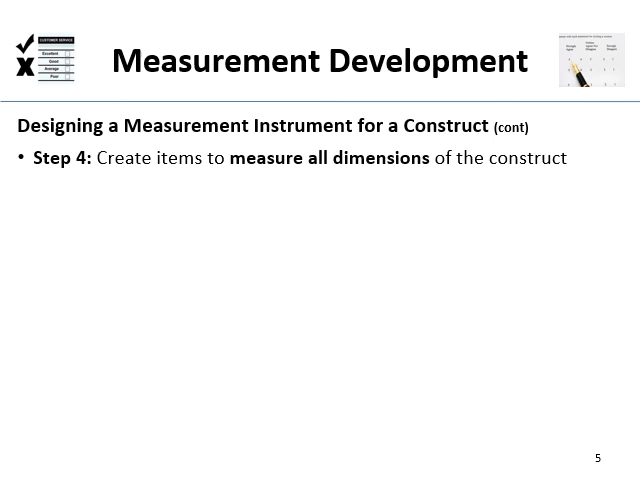 CUSTOMER SERVICE
Excellent
Good
Average
Poor
Measurement Development
Designing a Measurement Instrument for a Construct (cont)
• Step 4: Create items to measure all dimensions of the construct
5